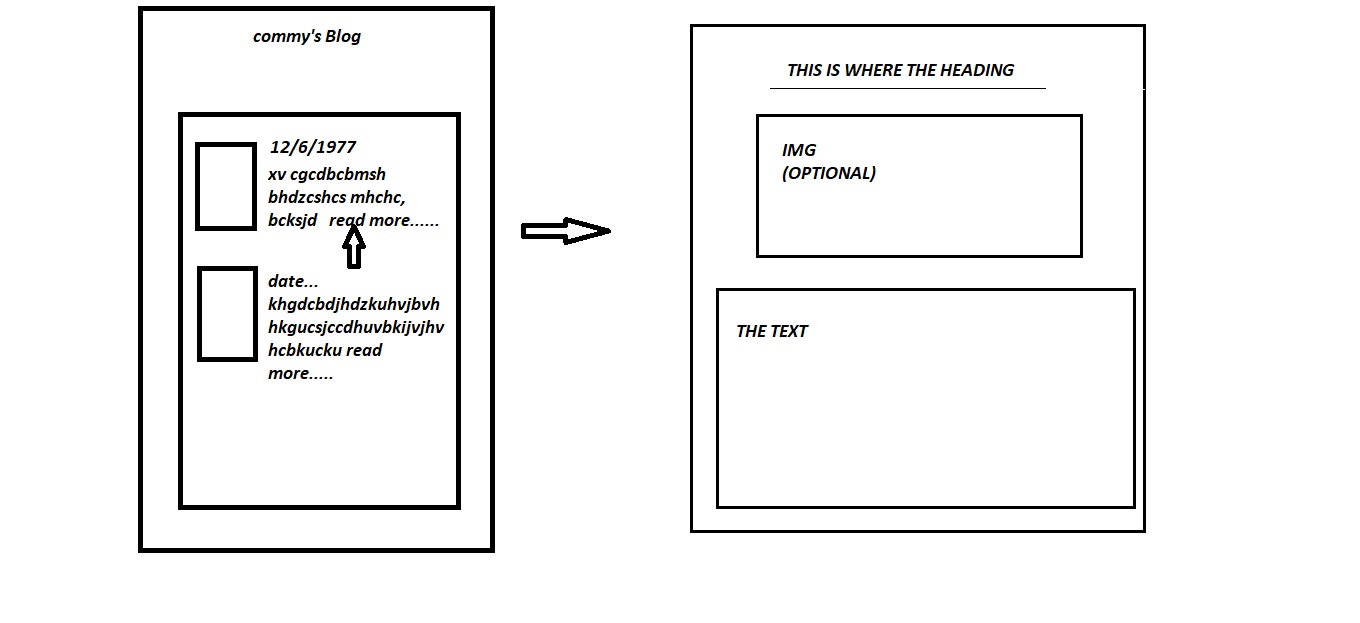 commy's Blog
12/6/1977
xv cgcdbcbmsh
bhdzcshcs mhchc,
bcksjd read more......
date...
khgdcbdjhdzkuhvjbvh
hkgucsjccdhuvbkijvjhv
hcbkucku read
more.....
THIS IS WHERE THE HEADING
IMG
(OPTIONAL)
THE TEXT